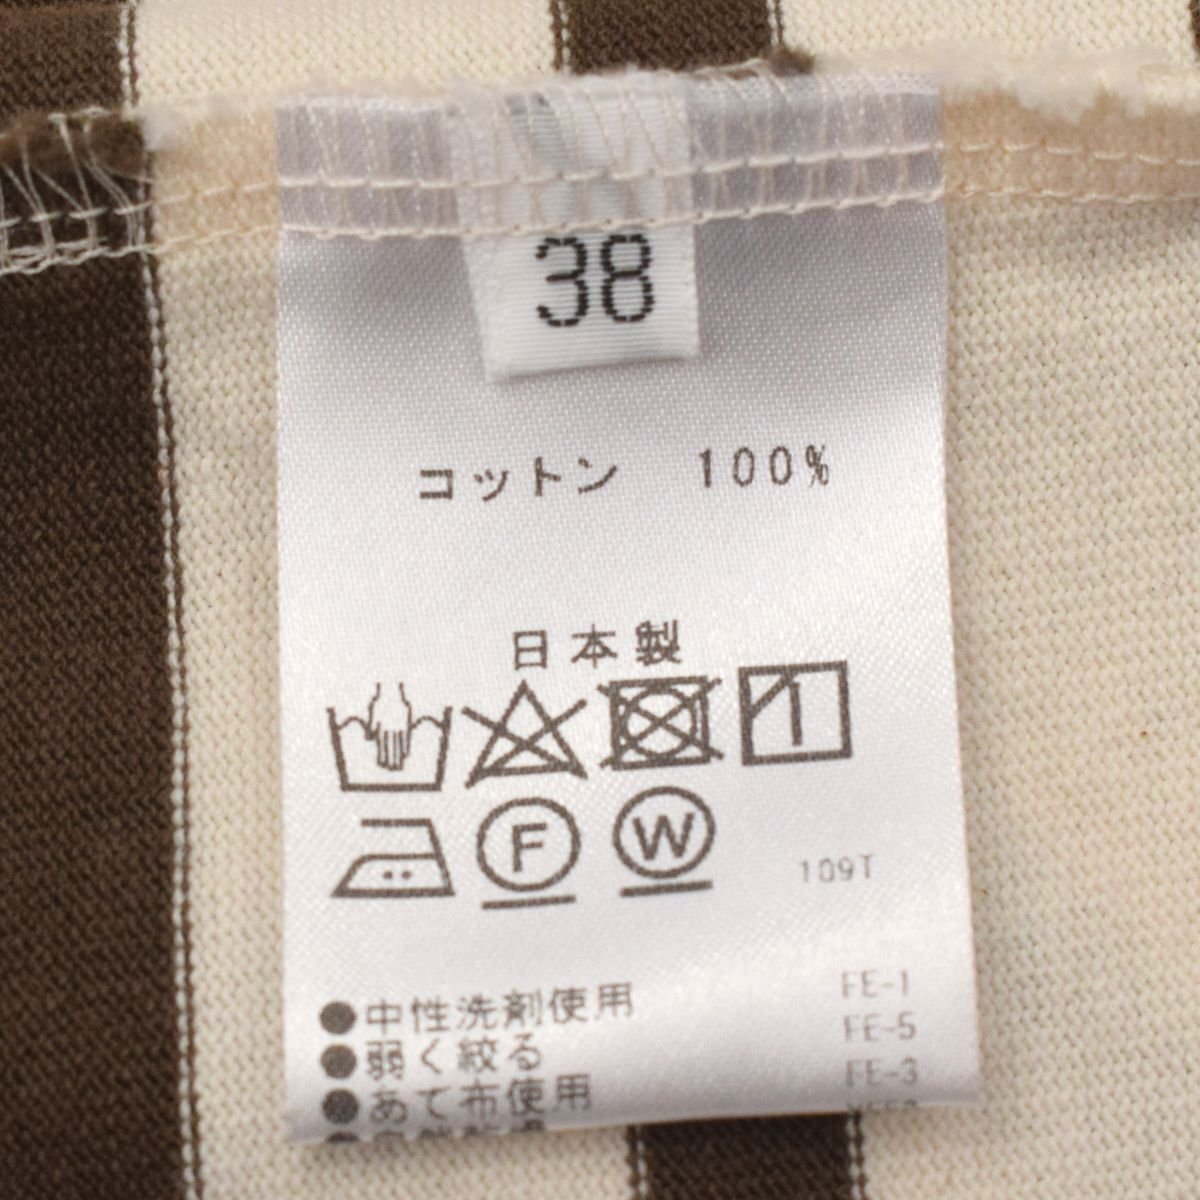 38
コットン 100%
日本製
F W
109T
●中性洗剤使用 FE-1
●弱く絞る FE-5
●あて布使用 FE-3